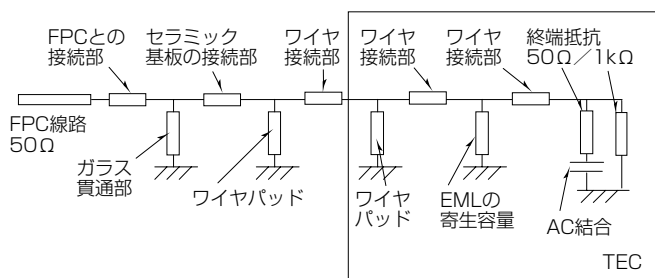 FPCとの
接続部
セラミック
基板の接続部
ワイヤ
接続部
ワイヤ
接続部
ワイヤ
接続部
終端抵抗
50Ω/1kΩ
FPC線路
50Ω
ガラス
貫通部
ワイヤパッド
ワイヤ
パッド
EMLの
寄生容量
AC結合
TEC